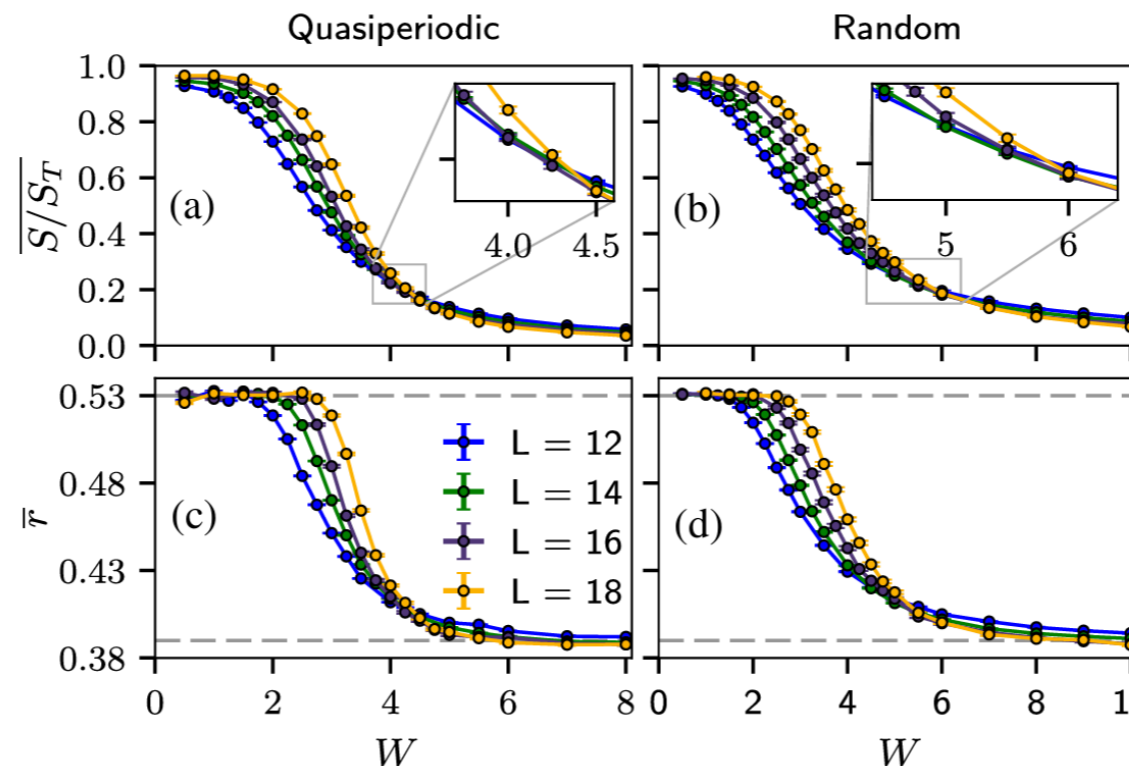 Quasiperiodic Random
1.0
0.8
0.6
0.4
0.2
0.0
S/S_T
(a)
4.0 4.5
(b)
5 6
0.53
0.48
0.43
0.38
r
(c)
L = 12
L = 14
L = 16
L = 18
(d)
0 2 4 6 8 0 2 4 6 8 1
W W